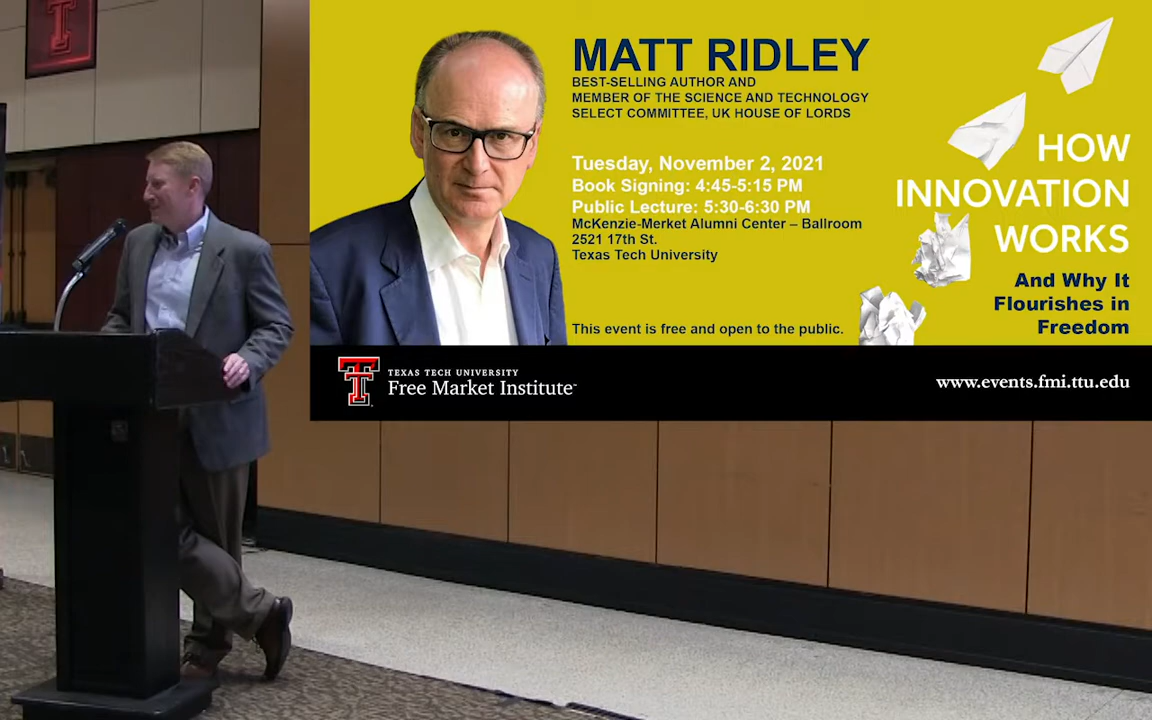 MATT RIDLEY
BEST-SELLING AUTHOR AND
MEMBER OF THE SCIENCE AND TECHNOLOGY
SELECT COMMITTEE, UK HOUSE OF LORDS
Tuesday, November 2, 2021
Book Signing: 4:45-5:15 PM
Public Lecture: 5:30-6:30 PM
McKenzie-Merket Alumni Center – Ballroom
2521 17th St.
Texas Tech University
This event is free and open to the public.
HOW
INNOVATION
WORKS
And Why It
Flourishes in
Freedom
TEXAS TECH UNIVERSITY
Free Market Institute™
www.events.fmi.ttu.edu